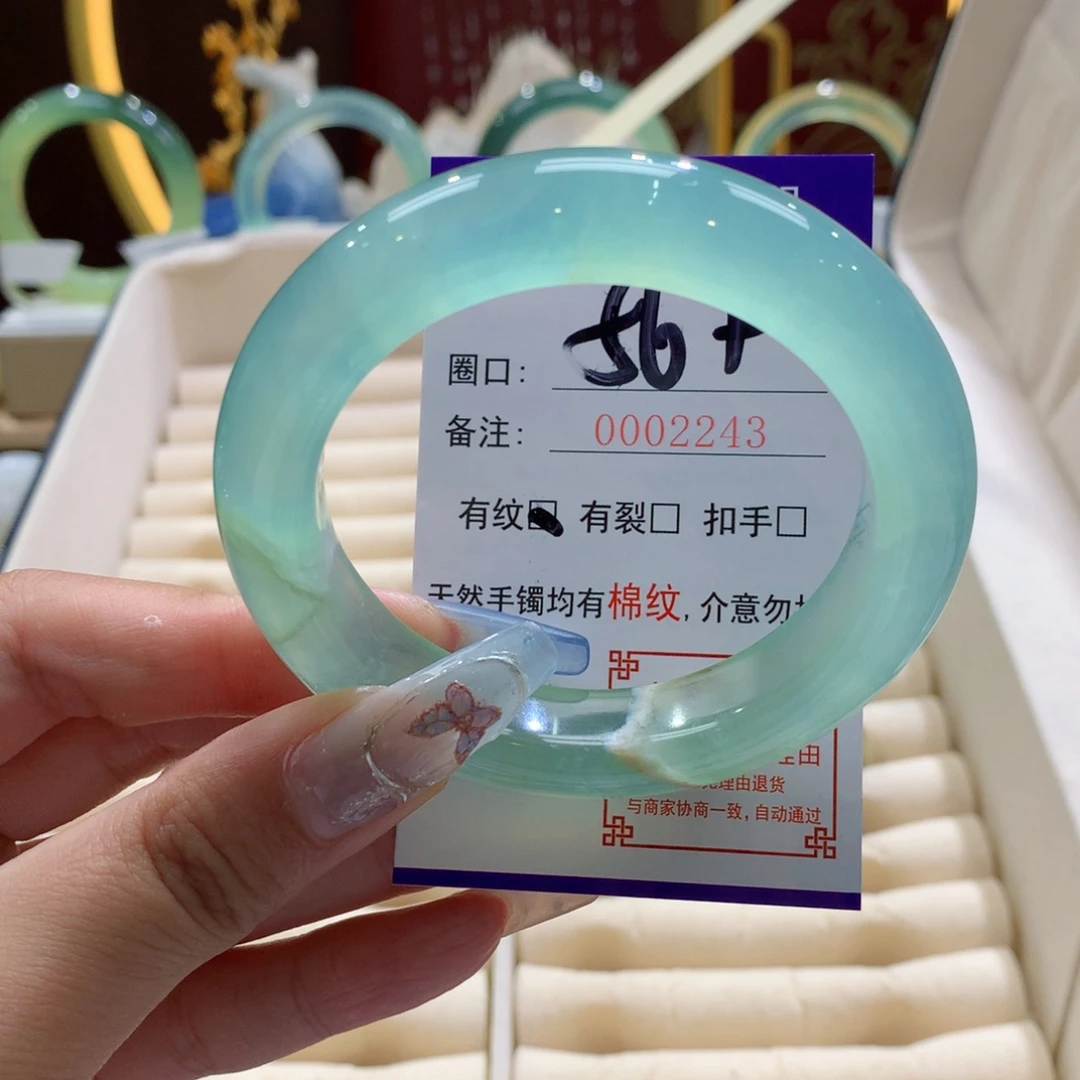 圈口: 56+
备注: 0002243
有纹☑ 有裂□ 扣手□
天然手镯均有棉纹, 介意勿
理由
理由退货
与商家协商一致, 自动通过